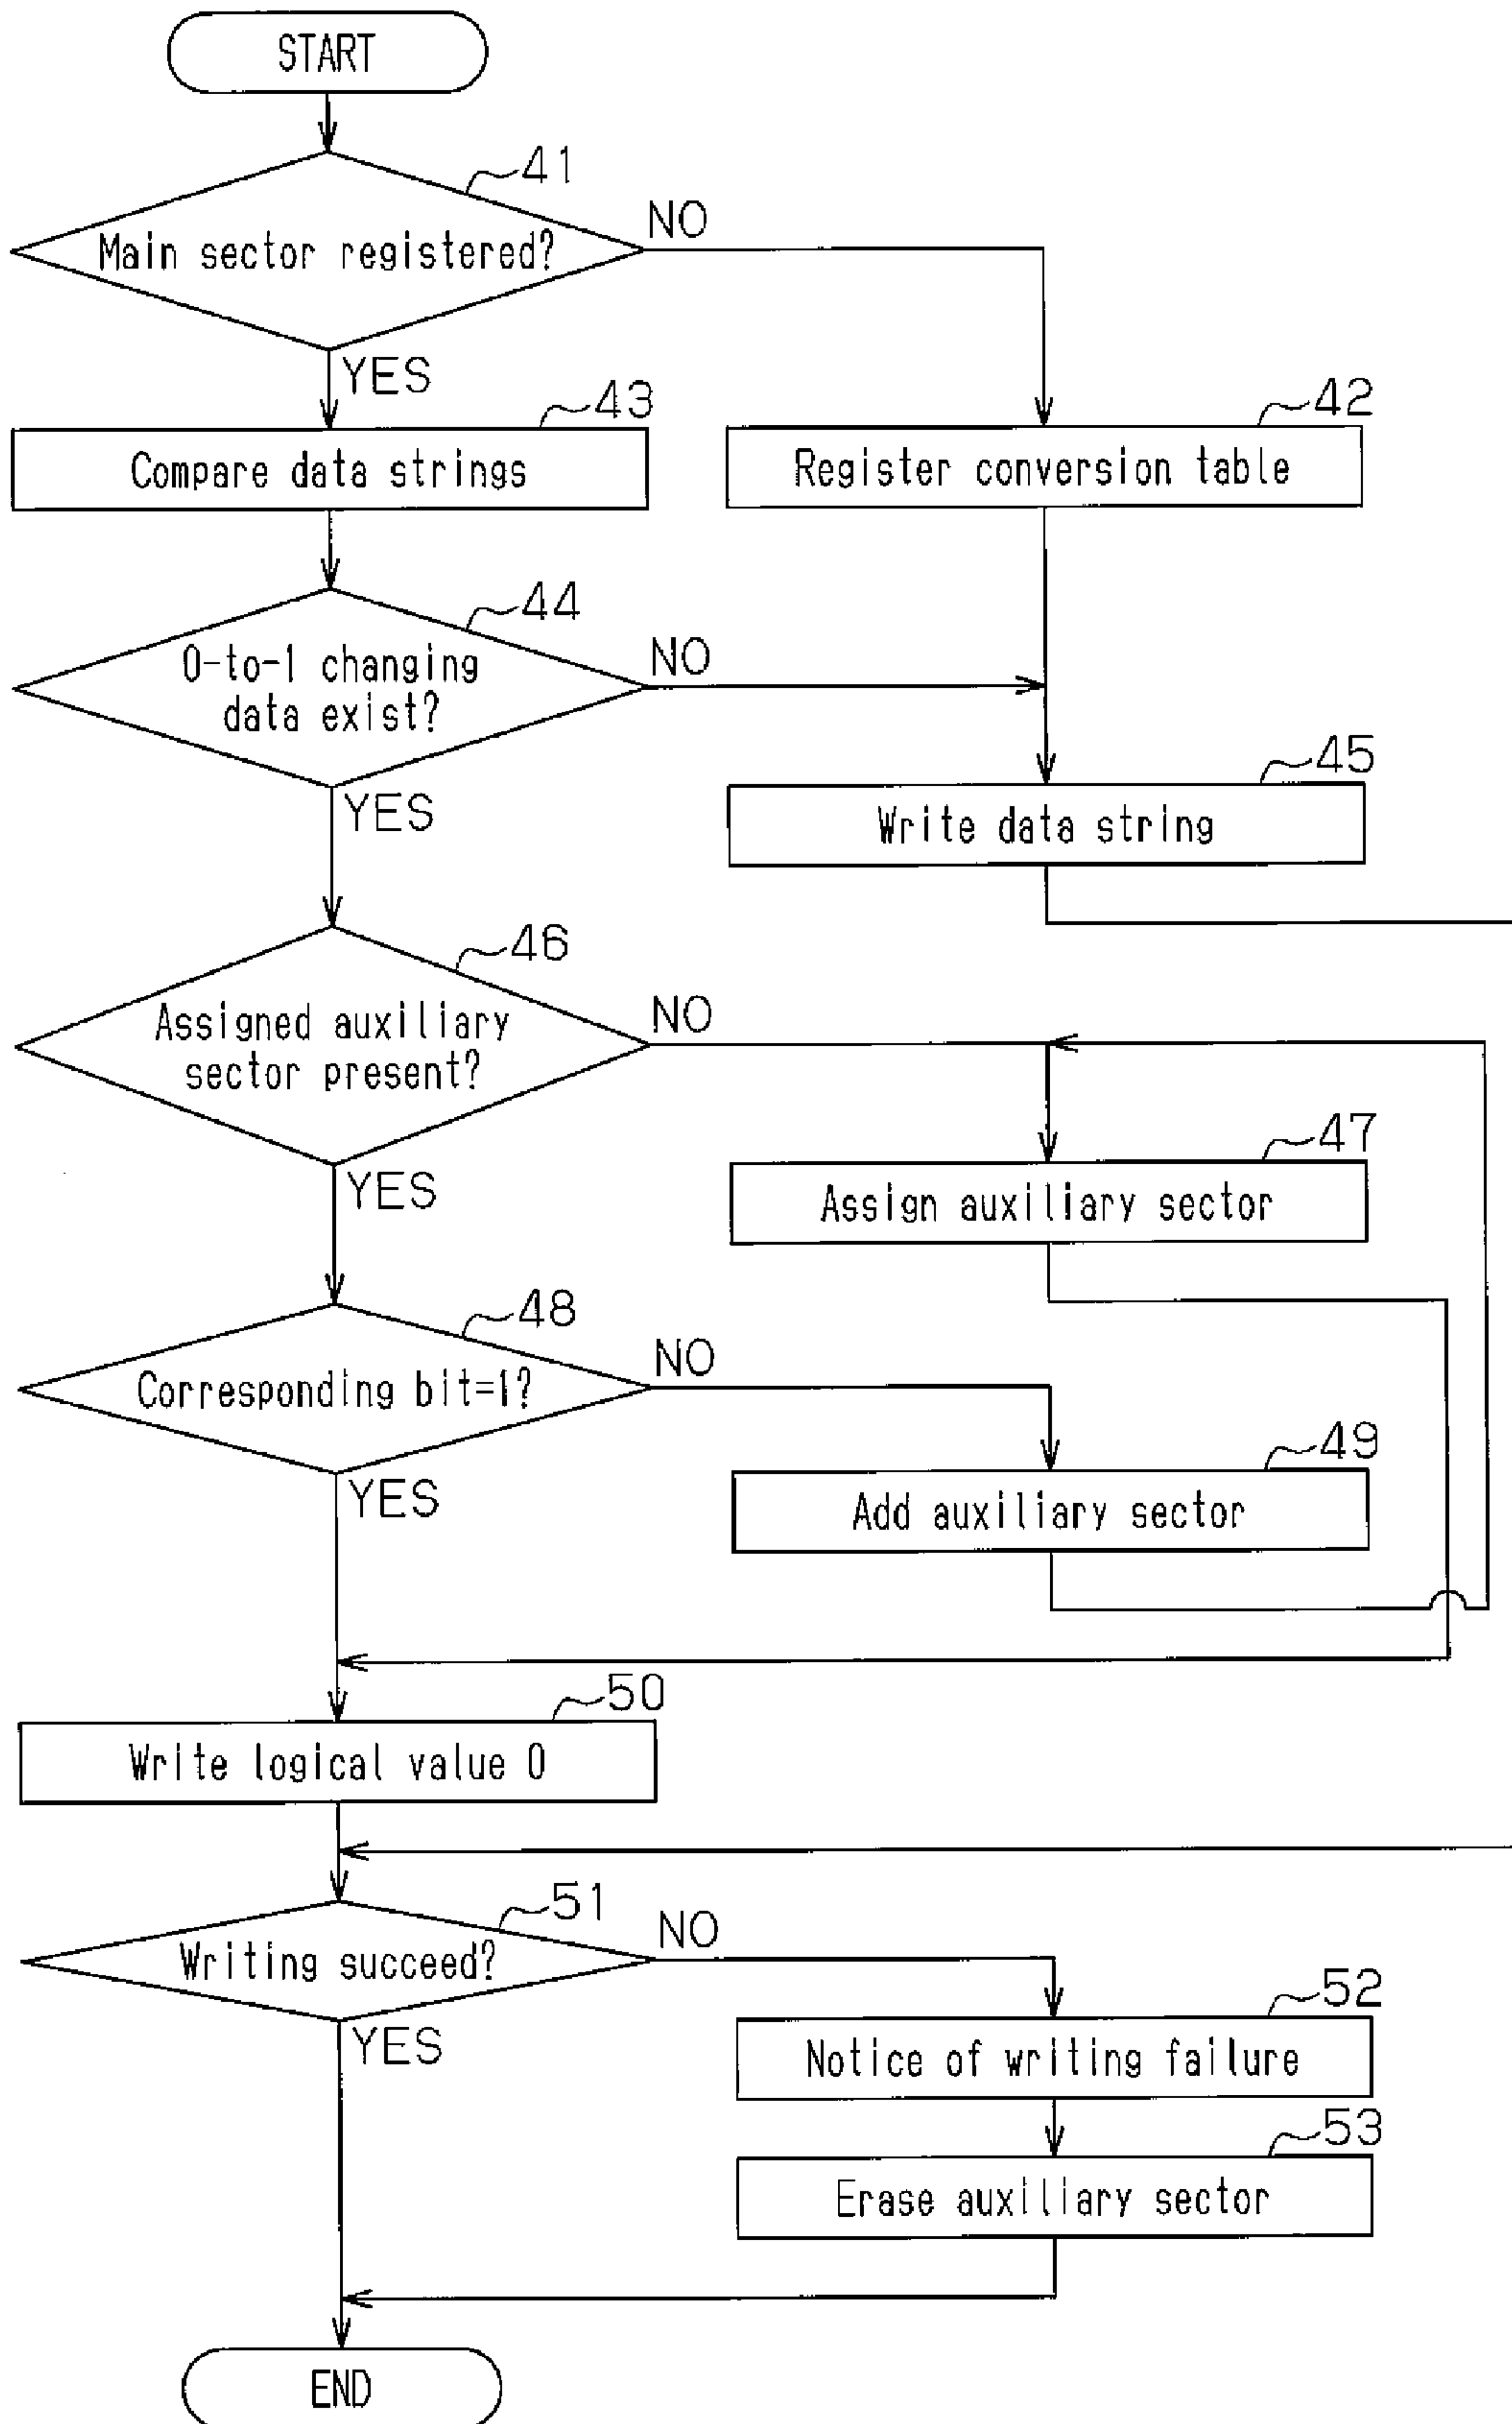 START
41
Main sector registered?
NO
YES
43
Compare data strings
42
Register conversion table
44
0-to-1 changing
data exist?
NO
YES
45
Write data string
46
Assigned auxiliary
sector present?
NO
YES
47
Assign auxiliary sector
48
Corresponding bit=1?
NO
YES
49
Add auxiliary sector
50
Write logical value 0
51
Writing succeed?
NO
YES
52
Notice of writing failure
53
Erase auxiliary sector
END